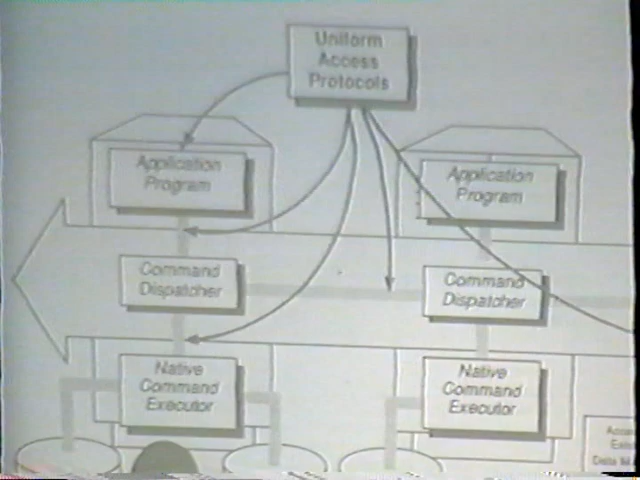 Uniform
Access
Protocols
Application
Program
Application
Program
Command
Dispatcher
Command
Dispatcher
Native
Command
Executor
Native
Command
Executor